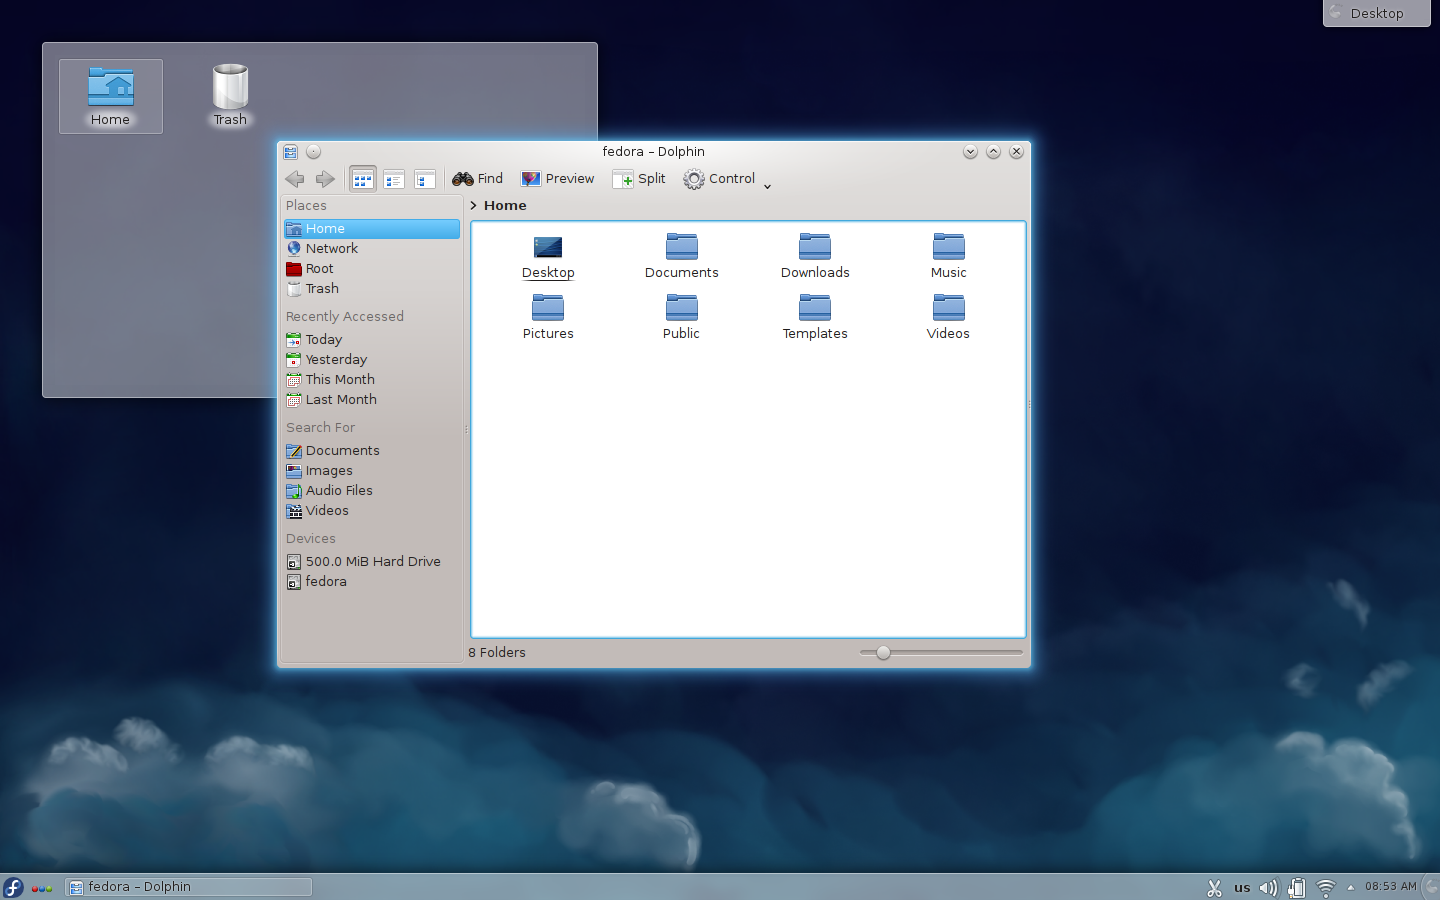 Desktop
Home
Trash
fedora – Dolphin
Find
Preview
Split
Control
Places
Home
Network
Root
Trash
Recently Accessed
Today
Yesterday
This Month
Last Month
Search For
Documents
Images
Audio Files
Videos
Devices
500.0 MiB Hard Drive
fedora
> Home
Desktop
Documents
Downloads
Music
Pictures
Public
Templates
Videos
8 Folders
fedora – Dolphin
us
08:53 AM